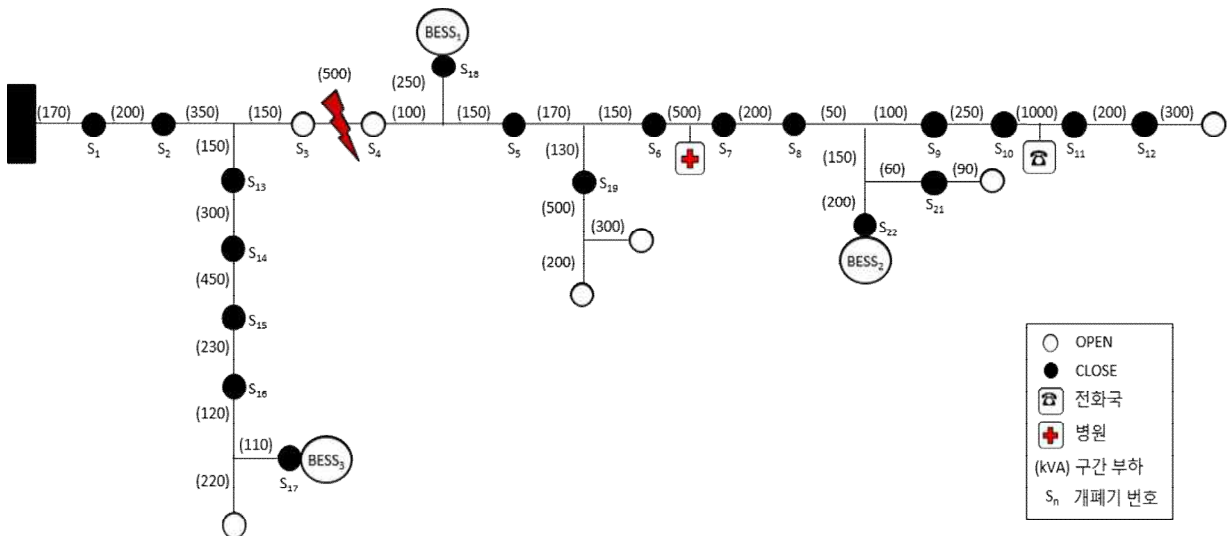 BESS₁
(500)
(250)
S₁₈
(170) (200) (350) (150) (100) (150) (170) (150) (500) (200) (50) (100) (250) (1000) (200) (300)
S₁ S₂ S₃ S₄ S₅ S₆ S₇ S₈ S₉ S₁₀ S₁₁ S₁₂
(150) (130) (150)
S₁₃ S₁₉ (60) (90)
S₂₁
(300) (500) (200)
(300) S₂₂
S₁₄ BESS₂
(450) (200)
S₁₅
(230)
S₁₆
(120)
(110) BESS₃
S₁₇
(220)
OPEN
CLOSE
전화국
병원
(kVA) 구간 부하
Sₙ 개폐기 번호